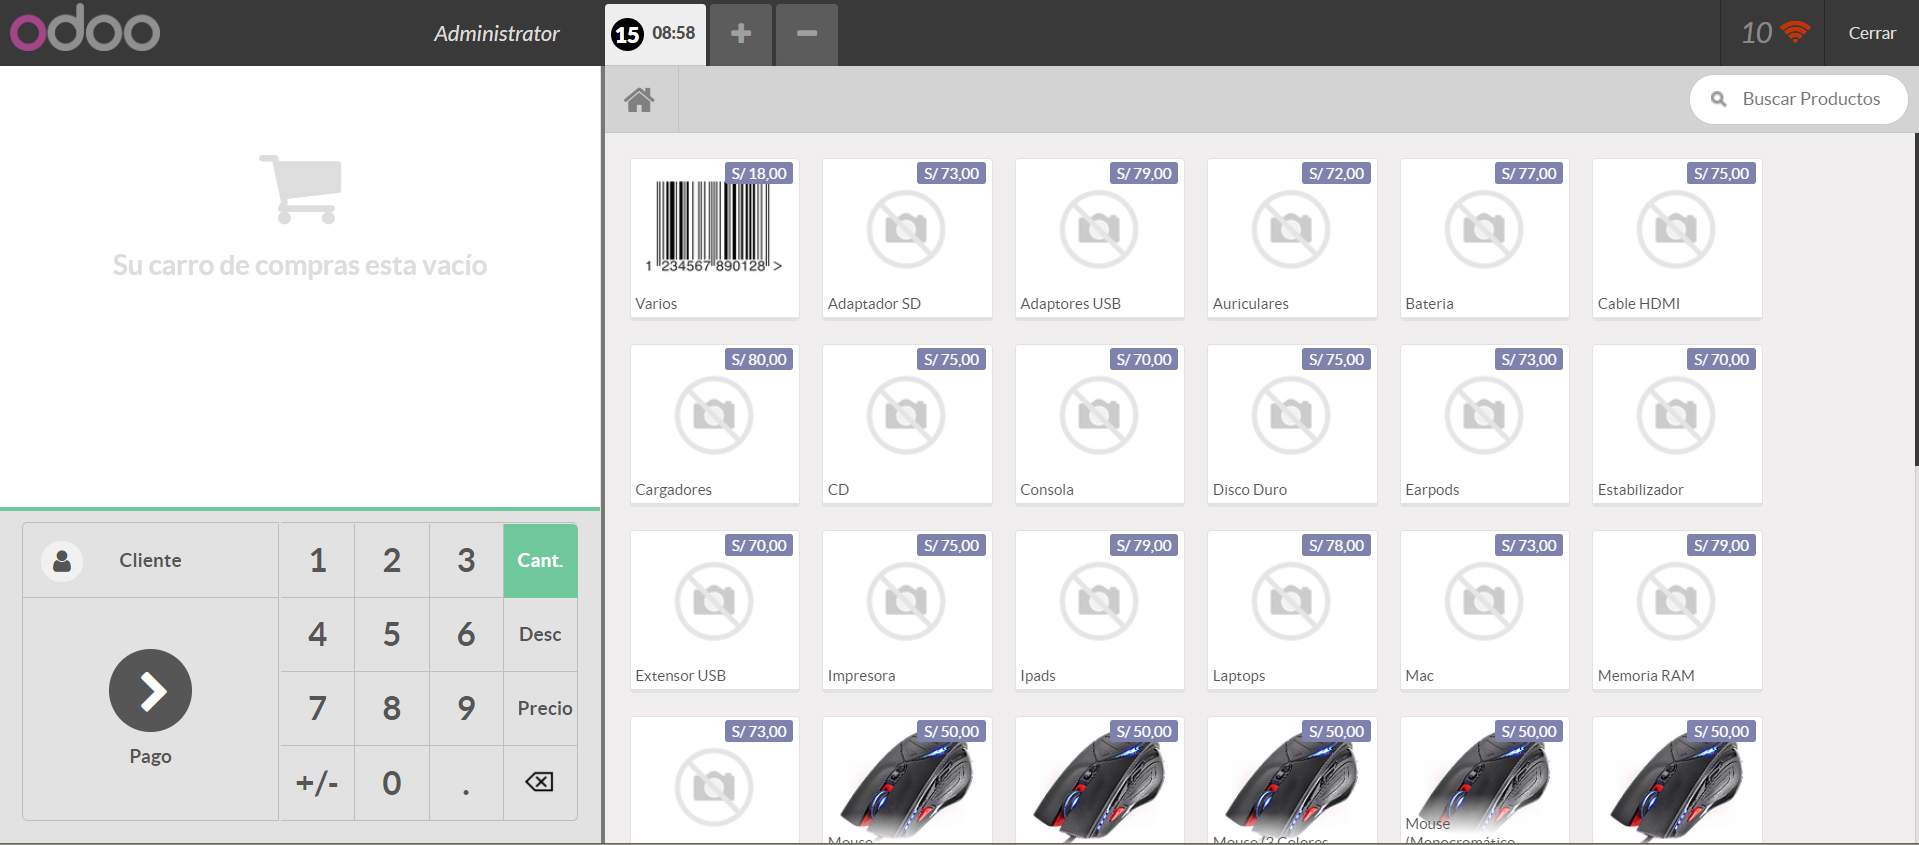 odoo
Administrator
15 08:58
10
Cerrar
Buscar Productos
Su carro de compras esta vacío
Cliente
Pago
1 2 3 Cant.
4 5 6 Desc
7 8 9 Precio
+/- 0 .
S/ 18,00
1 234567 890128 >
Varios
S/ 73,00
Adaptador SD
S/ 79,00
Adaptores USB
S/ 72,00
Auriculares
S/ 77,00
Bateria
S/ 75,00
Cable HDMI
S/ 80,00
Cargadores
S/ 75,00
CD
S/ 70,00
Consola
S/ 75,00
Disco Duro
S/ 73,00
Earpods
S/ 70,00
Estabilizador
S/ 70,00
Extensor USB
S/ 75,00
Impresora
S/ 79,00
Ipads
S/ 78,00
Laptops
S/ 73,00
Mac
S/ 79,00
Memoria RAM
S/ 73,00
S/ 50,00
Mouse
S/ 50,00
S/ 50,00
Mouse (3 Colores
S/ 50,00
Mouse
(Monocromático
S/ 50,00